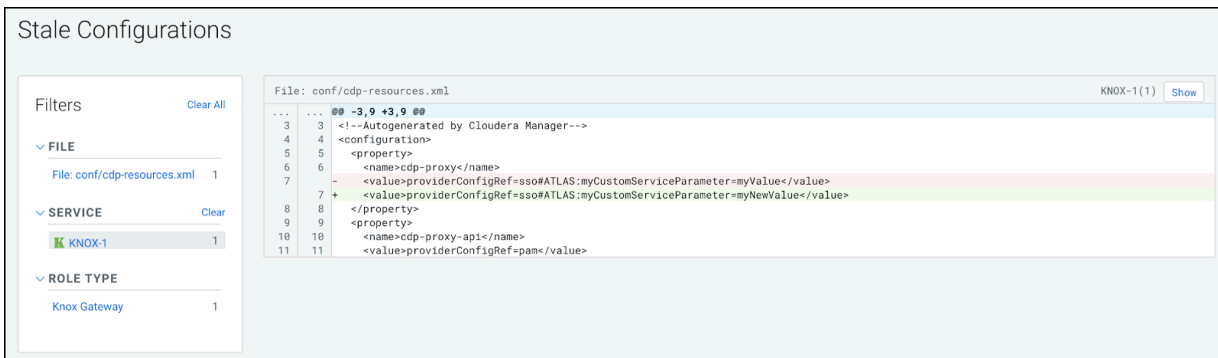 Stale Configurations
Filters Clear All
FILE
File: conf/cdp-resources.xml 1
SERVICE Clear
KNOX-1 1
ROLE TYPE
Knox Gateway 1
File: conf/cdp-resources.xml KNOX-1(1) Show
... ... @@ -3,9 +3,9 @@
3 3 <!--Autogenerated by Cloudera Manager-->
4 4 <configuration>
5 5 <property>
6 6 <name>cdp-proxy</name>
7 - <value>providerConfigRef=sso#ATLAS:myCustomServiceParameter=myValue</value>
7 + <value>providerConfigRef=sso#ATLAS:myCustomServiceParameter=myNewValue</value>
8 8 </property>
9 9 <property>
10 10 <name>cdp-proxy-api</name>
11 11 <value>providerConfigRef=pam</value>